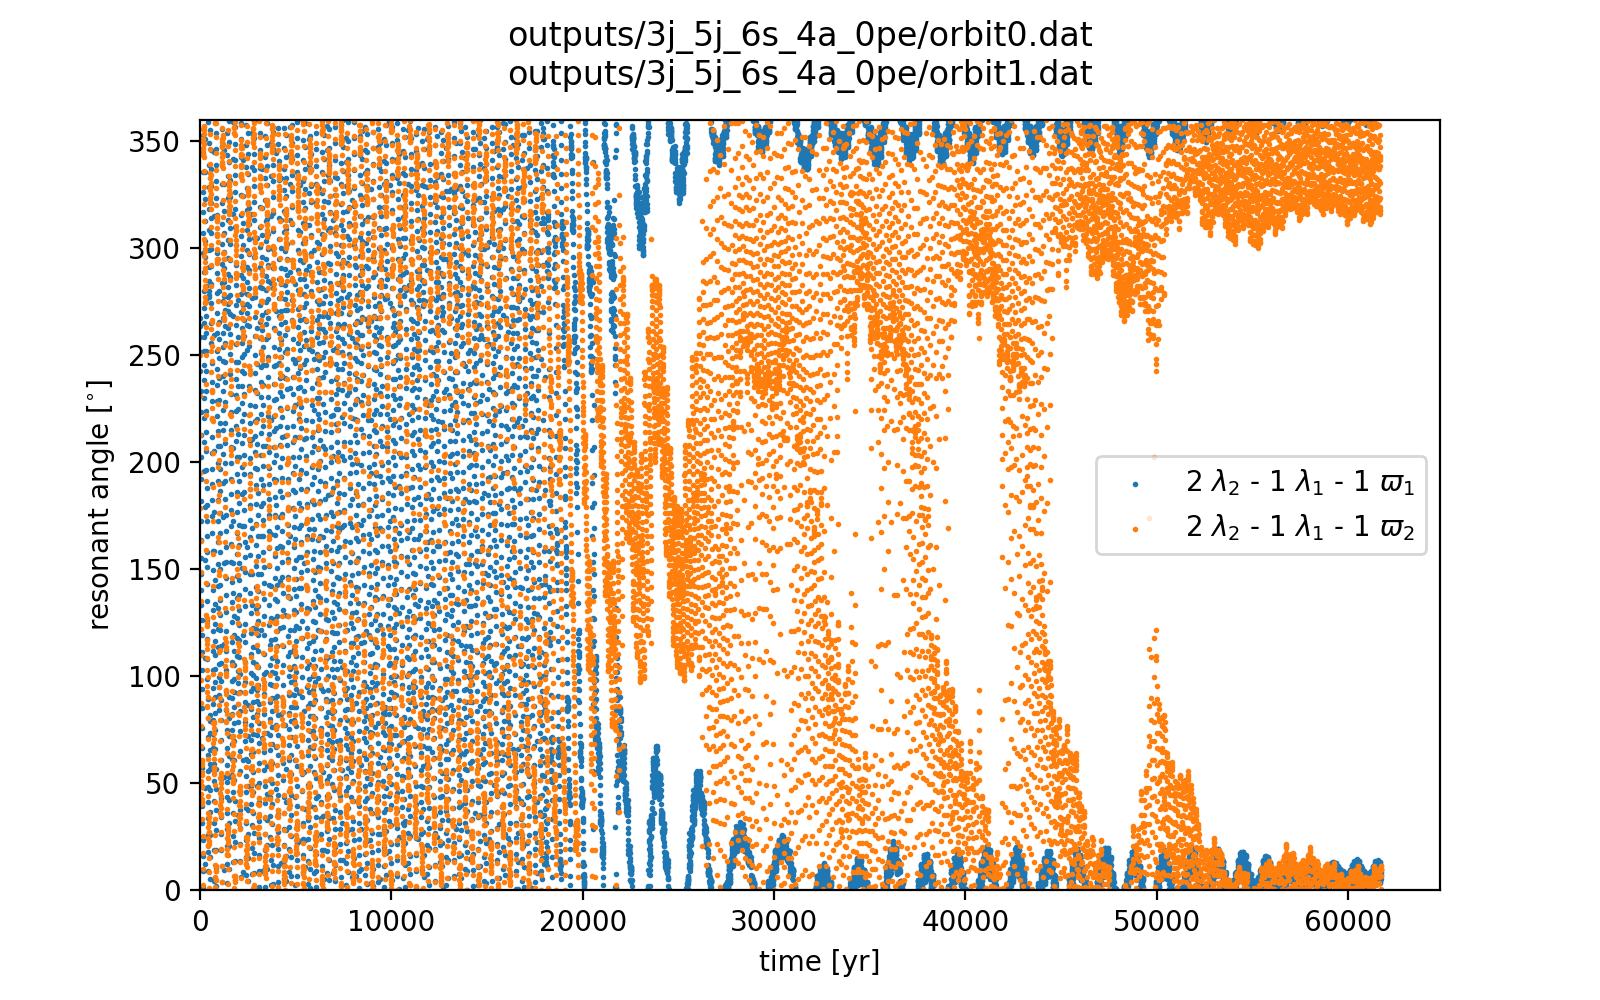 outputs/3j_5j_6s_4a_0pe/orbit0.dat
outputs/3j_5j_6s_4a_0pe/orbit1.dat
resonant angle [°]
350
300
250
200
150
100
50
0
2 λ₂ - 1 λ₁ - 1 ϖ₁
2 λ₂ - 1 λ₁ - 1 ϖ₂
0 10000 20000 30000 40000 50000 60000
time [yr]